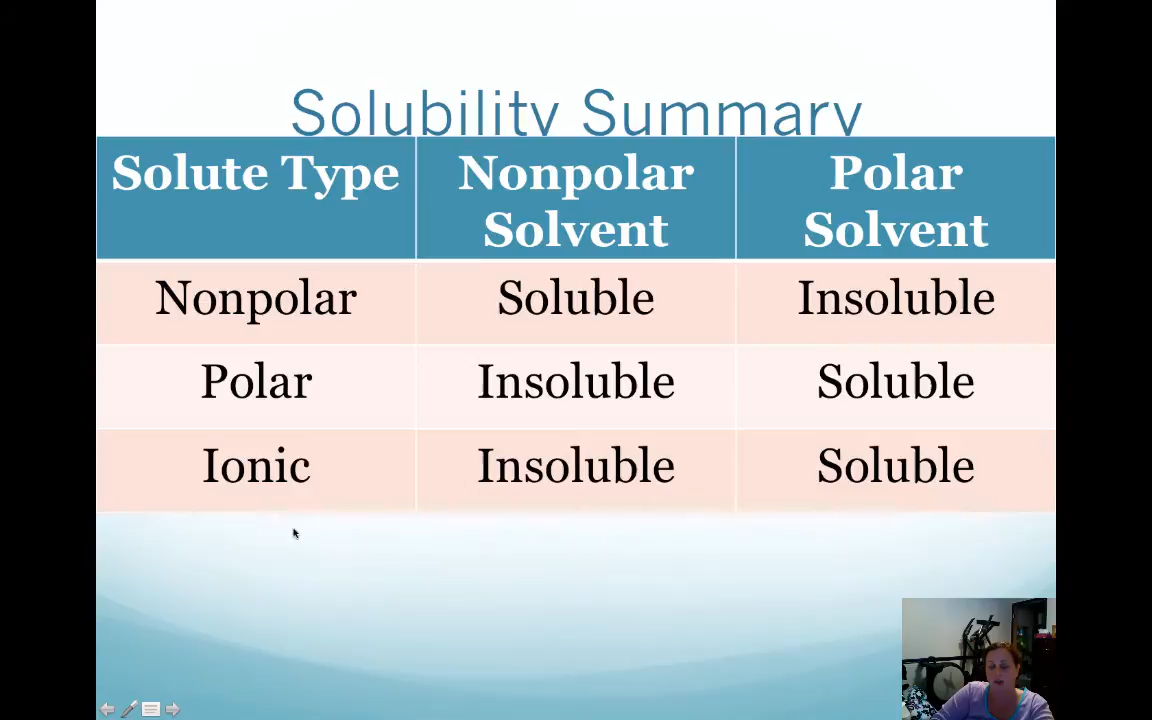 Solubility Summary
Solute Type
Nonpolar
Solvent
Polar
Solvent
Nonpolar
Soluble
Insoluble
Polar
Insoluble
Soluble
Ionic
Insoluble
Soluble